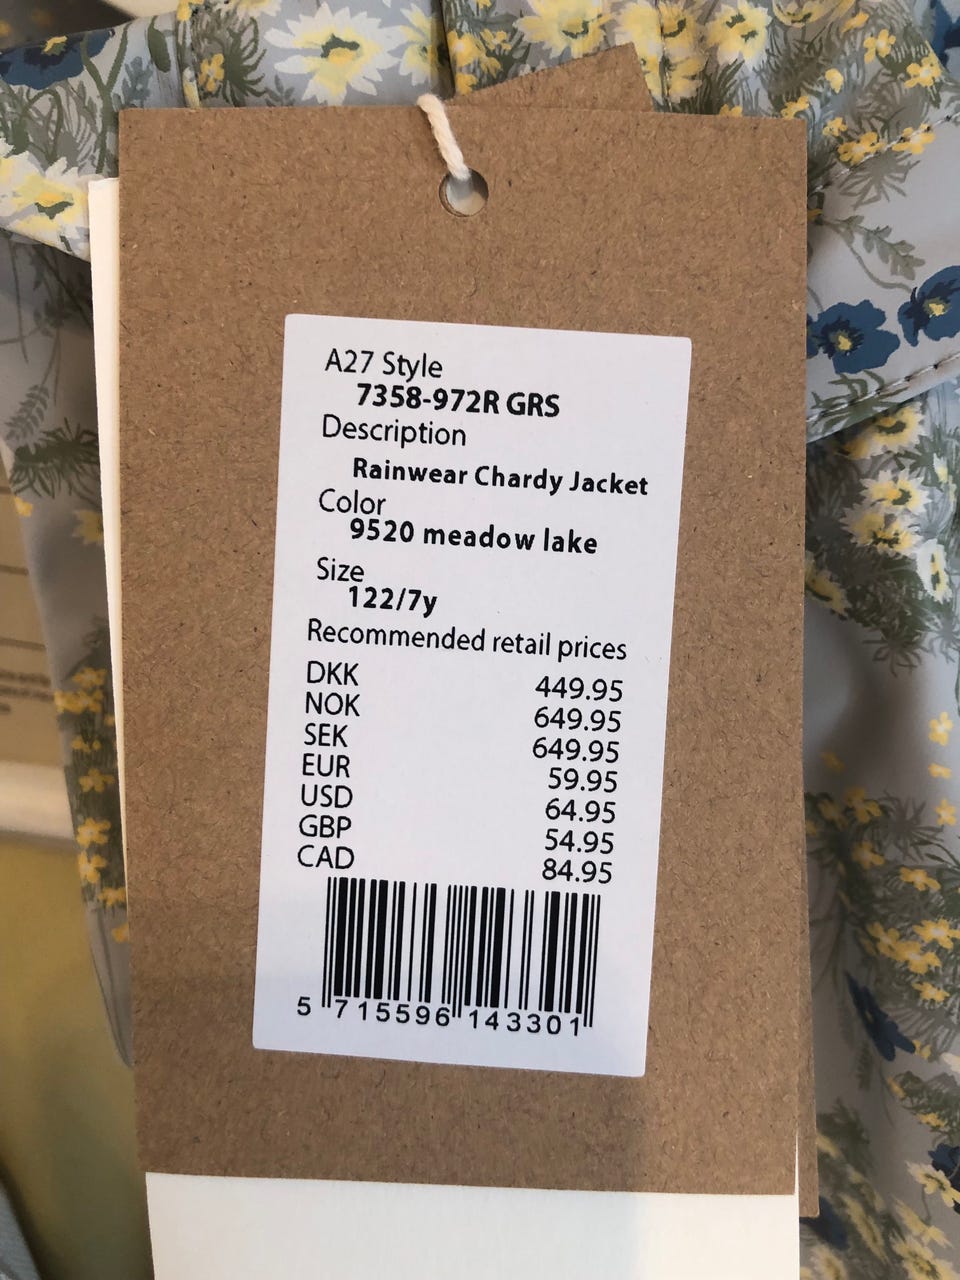 A27 Style
7358-972R GRS
Description
Rainwear Chardy Jacket
Color
9520 meadow lake
Size
122/7y
Recommended retail prices
DKK 449.95
NOK 649.95
SEK 649.95
EUR 59.95
USD 64.95
GBP 54.95
CAD 84.95
5 715596 143301